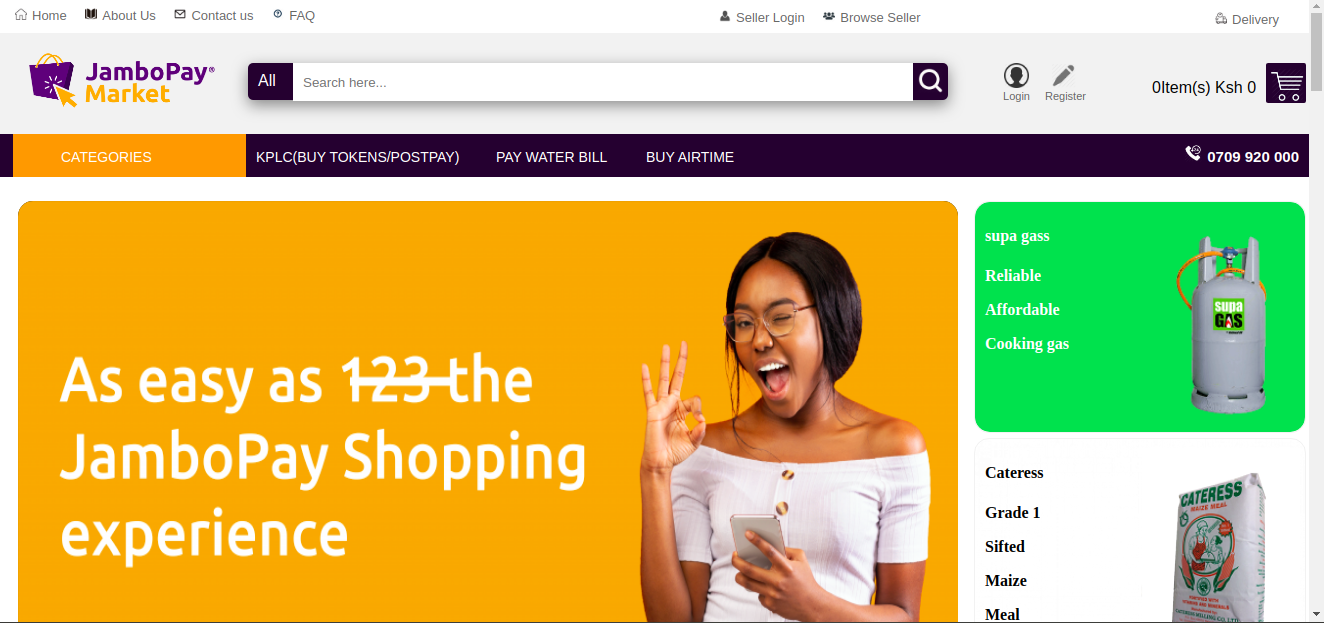 Home About Us Contact us FAQ Seller Login Browse Seller Delivery
JamboPay®
Market
All Search here... Login Register 0Item(s) Ksh 0
CATEGORIES KPLC(BUY TOKENS/POSTPAY) PAY WATER BILL BUY AIRTIME 0709 920 000
As easy as 123 the
JamboPay Shopping
experience
supa gass
Reliable
Affordable
Cooking gas
supa
GAS
Cateress
Grade 1
Sifted
Maize
Meal
CATERESS
MAIZE MEAL